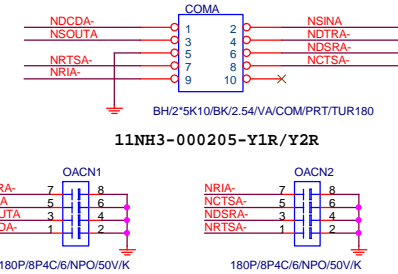 COMA
NDCDA- 1 2 NSINA
NSOUTA 3 4 NDTRA-
5 6 NDSRA-
NRTSA- 7 8 NCTSA-
NRIA- 9 10
BH/2*5K10/BK/2.54/VA/COM/PRT/TUR180
11NH3-000205-Y1R/Y2R
OACN1 OACN2
RA- 7 8 NRIA- 7 8
A 5 6 NCTSA- 5 6
UTA 3 4 NDSRA- 3 4
DA- 1 2 NRTSA- 1 2
180P/8P4C/6/NPO/50V/K 180P/8P4C/6/NPO/50V/K